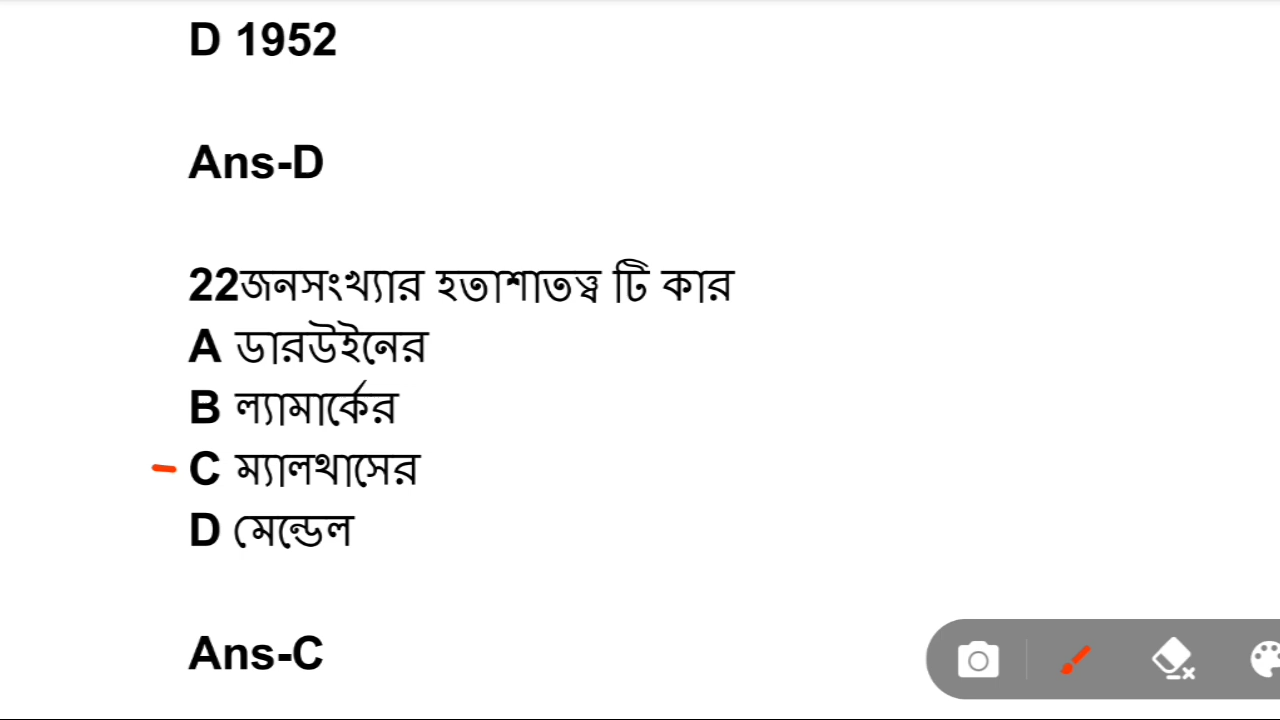 D 1952
Ans-D
22জনসংখ্যার হতাশাতত্ত্ব টি কার
A ডারউইনের
B ল্যামার্কের
C ম্যালথাসের
D মেন্ডেল
Ans-C